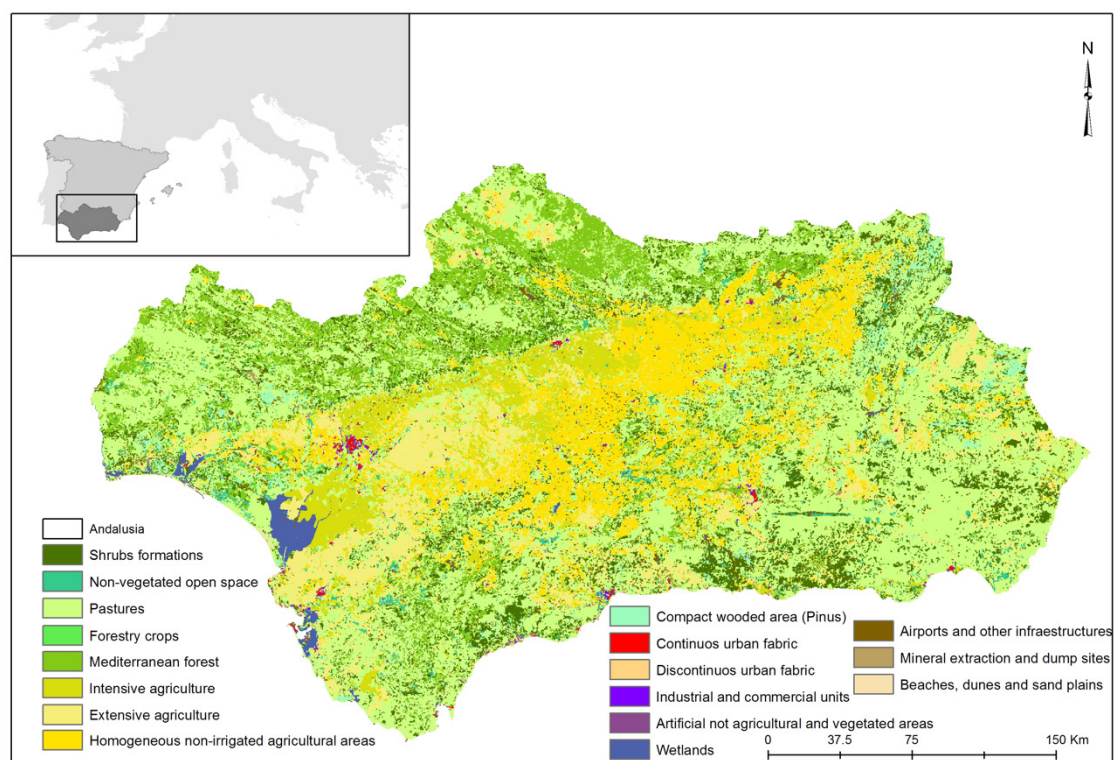 N
Andalusia
Shrubs formations
Non-vegetated open space
Pastures
Forestry crops
Mediterranean forest
Intensive agriculture
Extensive agriculture
Homogeneous non-irrigated agricultural areas
Compact wooded area (Pinus)
Continuos urban fabric
Discontinuos urban fabric
Industrial and commercial units
Artificial not agricultural and vegetated areas
Wetlands
Airports and other infraestructures
Mineral extraction and dump sites
Beaches, dunes and sand plains
0 37.5 75 150 Km